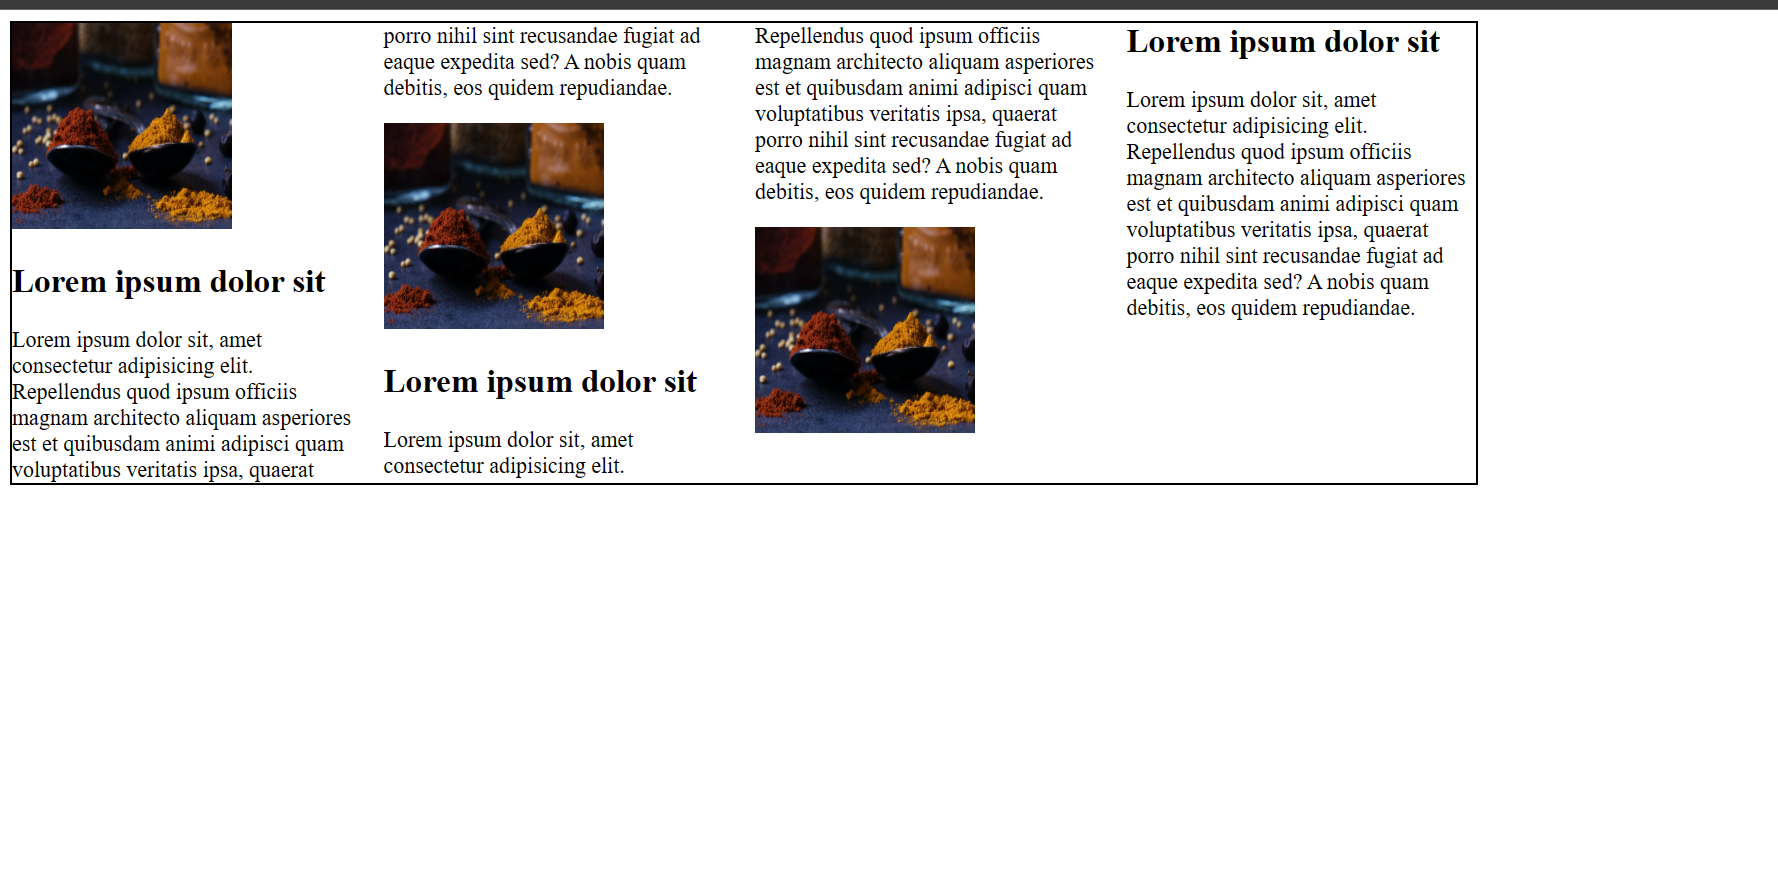 Lorem ipsum dolor sit
Lorem ipsum dolor sit, amet
consectetur adipisicing elit.
Repellendus quod ipsum officiis
magnam architecto aliquam asperiores
est et quibusdam animi adipisci quam
voluptatibus veritatis ipsa, quaerat
porro nihil sint recusandae fugiat ad
eaque expedita sed? A nobis quam
debitis, eos quidem repudiandae.
Lorem ipsum dolor sit
Lorem ipsum dolor sit, amet
consectetur adipisicing elit.
Repellendus quod ipsum officiis
magnam architecto aliquam asperiores
est et quibusdam animi adipisci quam
voluptatibus veritatis ipsa, quaerat
porro nihil sint recusandae fugiat ad
eaque expedita sed? A nobis quam
debitis, eos quidem repudiandae.
Lorem ipsum dolor sit
Lorem ipsum dolor sit, amet
consectetur adipisicing elit.
Repellendus quod ipsum officiis
magnam architecto aliquam asperiores
est et quibusdam animi adipisci quam
voluptatibus veritatis ipsa, quaerat
porro nihil sint recusandae fugiat ad
eaque expedita sed? A nobis quam
debitis, eos quidem repudiandae.